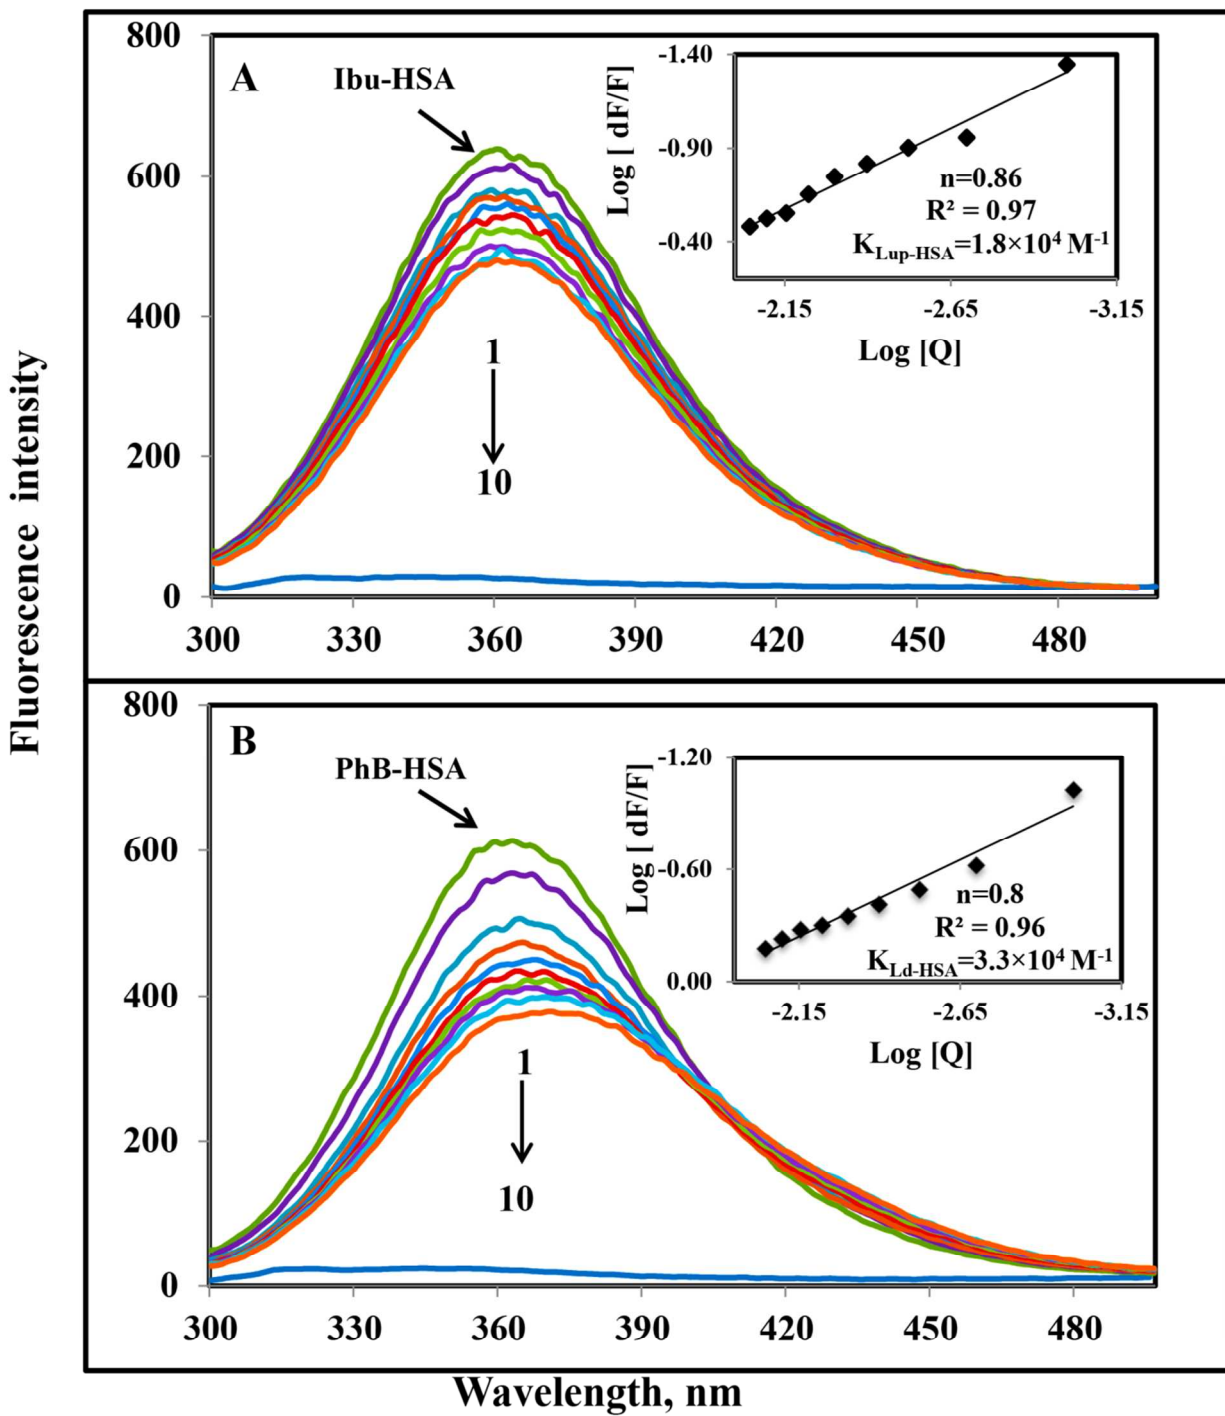 Fluorescence intensity
800
600
400
200
0
A
Ibu-HSA
1
10
300 330 360 390 420 450 480
Log [ dF/F]
-1.40
-0.90
-0.40
n=0.86
R² = 0.97
K_Lup-HSA=1.8×10⁴ M⁻¹
-2.15 -2.65 -3.15
Log [Q]
800
600
400
200
0
B
PhB-HSA
1
10
300 330 360 390 420 450 480
Log [ dF/F]
-1.20
-0.60
0.00
n=0.8
R² = 0.96
K_Ld-HSA=3.3×10⁴ M⁻¹
-2.15 -2.65 -3.15
Log [Q]
Wavelength, nm